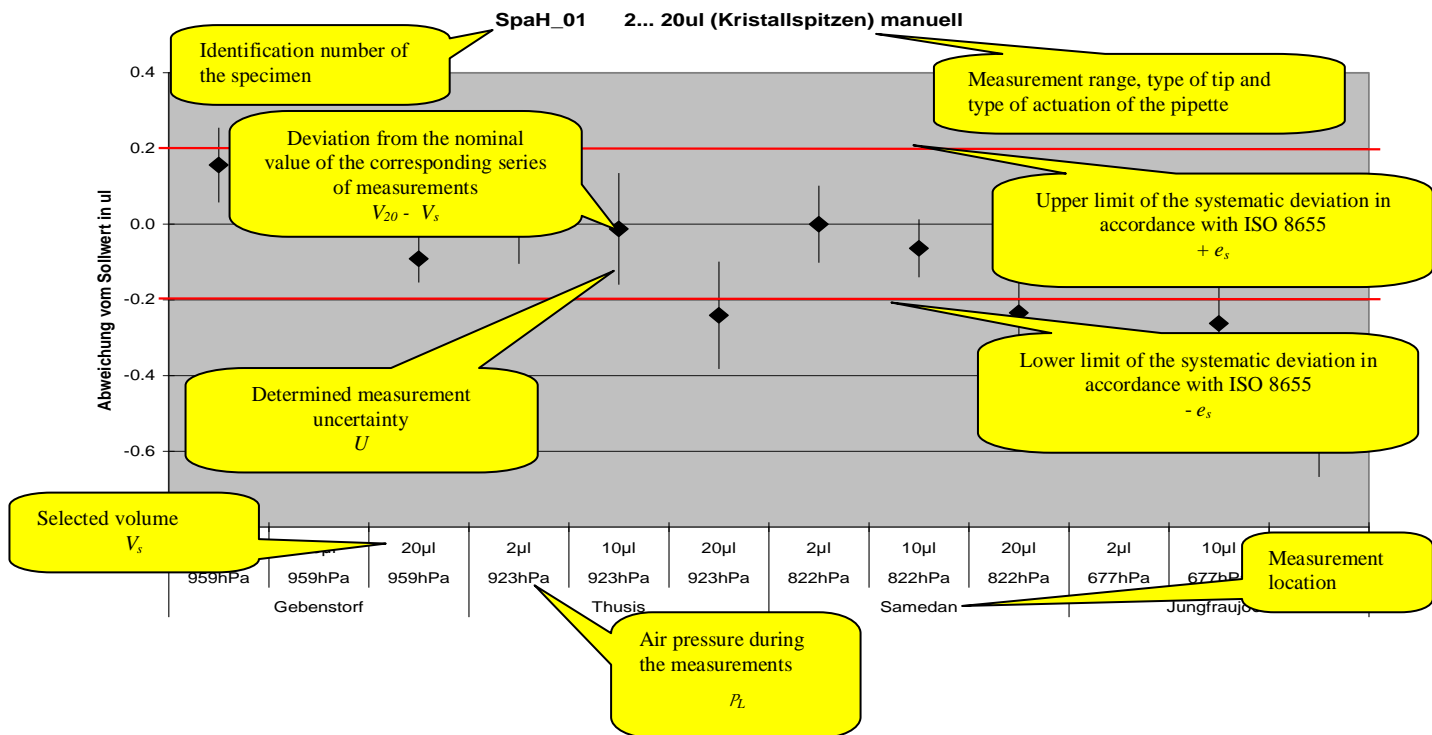 SpaH_01 2... 20ul (Kristallspitzen) manuell
Identification number of
the specimen
Measurement range, type of tip and
type of actuation of the pipette
Deviation from the nominal
value of the corresponding series
of measurements
V20 - Vs
Upper limit of the systematic deviation in
accordance with ISO 8655
+ es
Lower limit of the systematic deviation in
accordance with ISO 8655
- es
Determined measurement
uncertainty
U
Abweichung vom Sollwert in ul
0.4
0.2
0.0
-0.2
-0.4
-0.6
Selected volume
Vs
20µl 2µl 10µl 20µl 2µl 10µl 20µl 2µl 10µl
959hPa 959hPa 959hPa 923hPa 923hPa 923hPa 822hPa 822hPa 822hPa 677hPa
Gebenstorf Thusis Samedan
Measurement
location
Air pressure during
the measurements
PL